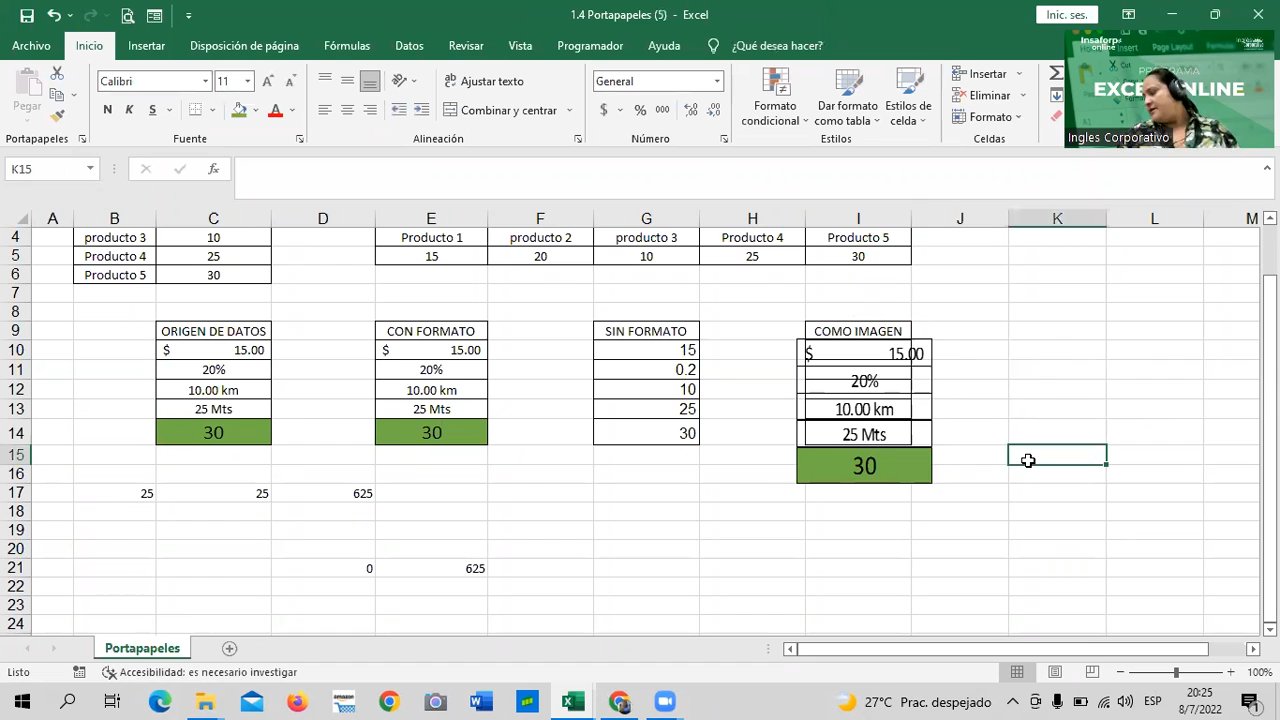 1.4 Portapapeles (5) - Excel
Inic. ses.
Archivo Inicio Insertar Disposición de página Fórmulas Datos Revisar Vista Programador Ayuda ¿Qué desea hacer?
Insaforp online
PROGRAMA
EXCEL ONLINE
Ingles Corporativo
Calibri 11
Ajustar texto
General
Pegar
N K S
Combinar y centrar
$ % 000
Formato condicional
Dar formato como tabla
Estilos de celda
Insertar
Eliminar
Formato
Portapapeles Fuente Alineación Número Estilos Celdas
K15
fx
A B C D E F G H I J K L M
4 producto 3 10 Producto 1 producto 2 producto 3 Producto 4 Producto 5
5 Producto 4 25 15 20 10 25 30
6 Producto 5 30
7
8
9 ORIGEN DE DATOS CON FORMATO SIN FORMATO COMO IMAGEN
10 $ 15.00 $ 15.00 15 $ 15.00
11 20% 20% 0.2 20%
12 10.00 km 10.00 km 10 10.00 km
13 25 Mts 25 Mts 25 25 Mts
14 30 30 30 30
15
16
17 25 25 625
18
19
20
21 0 625
22
23
24
Portapapeles
Listo Accesibilidad: es necesario investigar 100%
27°C Prac. despejado ESP 20:25
8/7/2022